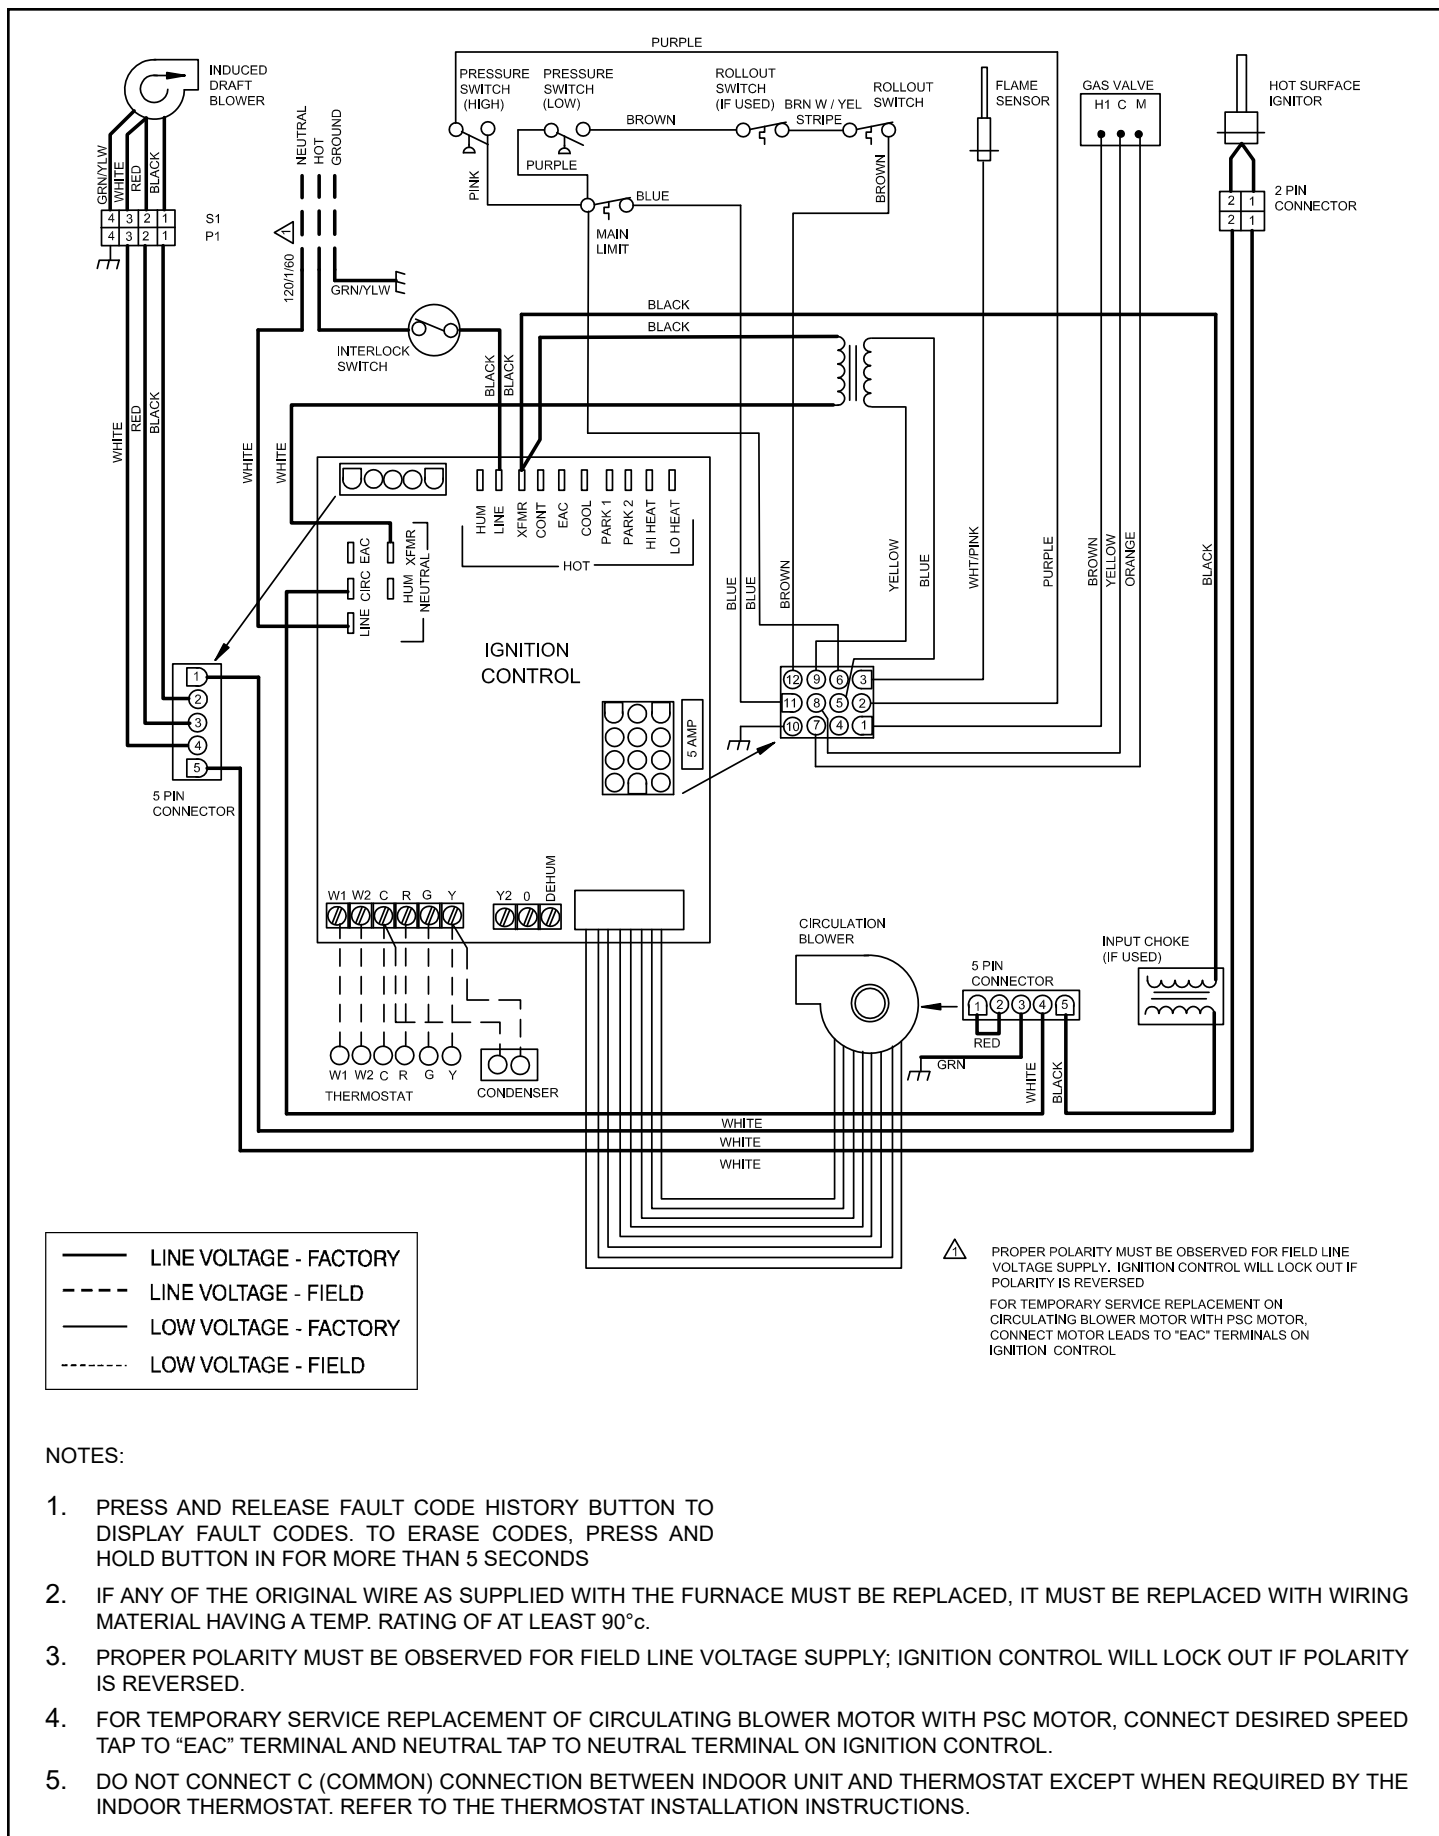 PURPLE
INDUCED
DRAFT
BLOWER
PRESSURE
SWITCH
(HIGH)
PRESSURE
SWITCH
(LOW)
ROLLOUT
SWITCH
(IF USED)
BRN W / YEL
STRIPE
ROLLOUT
SWITCH
FLAME
SENSOR
GAS VALVE
H1 C M
HOT SURFACE
IGNITOR
NEUTRAL
HOT
GROUND
BROWN
PURPLE
PINK
BLUE
BROWN
MAIN
LIMIT
GRN/YLW
WHITE
RED
BLACK
4 3 2 1 S1
4 3 2 1 P1
2 1
2 1
2 PIN
CONNECTOR
1
120/1/60
GRN/YLW
INTERLOCK
SWITCH
BLACK
BLACK
BLACK
BLACK
WHITE
RED
BLACK
WHITE
WHITE
HUM
LINE
XFMR
CONT
EAC
COOL
PARK 1
PARK 2
HI HEAT
LO HEAT
HOT
EAC
XFMR
CIRC
HUM
LINE
NEUTRAL
IGNITION
CONTROL
BLUE
BLUE
BROWN
YELLOW
BLUE
WHT/PINK
PURPLE
BROWN
YELLOW
ORANGE
BLACK
12 9 6 3
11 8 5 2
10 7 4 1
5 AMP
1
2
3
4
5
5 PIN
CONNECTOR
W1 W2 C R G Y
Y2 0 DEHUM
W1 W2 C R G Y
THERMOSTAT
CONDENSER
CIRCULATION
BLOWER
5 PIN
CONNECTOR
1 2 3 4 5
RED
GRN
WHITE
BLACK
INPUT CHOKE
(IF USED)
WHITE
WHITE
WHITE
LINE VOLTAGE - FACTORY
LINE VOLTAGE - FIELD
LOW VOLTAGE - FACTORY
LOW VOLTAGE - FIELD
1
PROPER POLARITY MUST BE OBSERVED FOR FIELD LINE
VOLTAGE SUPPLY. IGNITION CONTROL WILL LOCK OUT IF
POLARITY IS REVERSED
FOR TEMPORARY SERVICE REPLACEMENT ON
CIRCULATING BLOWER MOTOR WITH PSC MOTOR,
CONNECT MOTOR LEADS TO "EAC" TERMINALS ON
IGNITION CONTROL
NOTES:
1. PRESS AND RELEASE FAULT CODE HISTORY BUTTON TO
DISPLAY FAULT CODES. TO ERASE CODES, PRESS AND
HOLD BUTTON IN FOR MORE THAN 5 SECONDS
2. IF ANY OF THE ORIGINAL WIRE AS SUPPLIED WITH THE FURNACE MUST BE REPLACED, IT MUST BE REPLACED WITH WIRING
MATERIAL HAVING A TEMP. RATING OF AT LEAST 90°c.
3. PROPER POLARITY MUST BE OBSERVED FOR FIELD LINE VOLTAGE SUPPLY; IGNITION CONTROL WILL LOCK OUT IF POLARITY
IS REVERSED.
4. FOR TEMPORARY SERVICE REPLACEMENT OF CIRCULATING BLOWER MOTOR WITH PSC MOTOR, CONNECT DESIRED SPEED
TAP TO “EAC” TERMINAL AND NEUTRAL TAP TO NEUTRAL TERMINAL ON IGNITION CONTROL.
5. DO NOT CONNECT C (COMMON) CONNECTION BETWEEN INDOOR UNIT AND THERMOSTAT EXCEPT WHEN REQUIRED BY THE
INDOOR THERMOSTAT. REFER TO THE THERMOSTAT INSTALLATION INSTRUCTIONS.